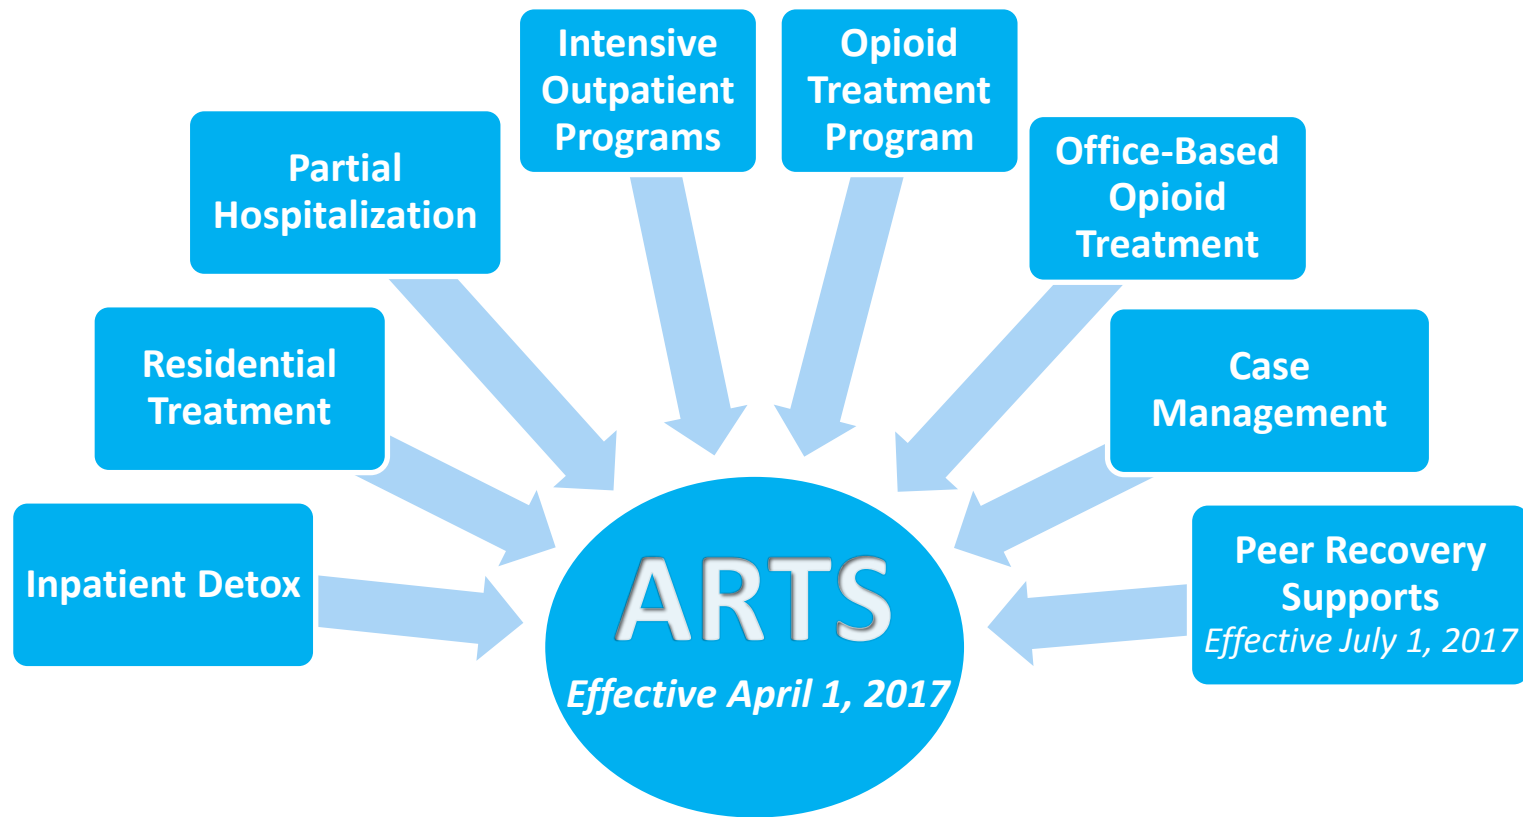 Inpatient Detox
Residential
Treatment
Partial
Hospitalization
Intensive
Outpatient
Programs
Opioid
Treatment
Program
Office-Based
Opioid
Treatment
Case
Management
Peer Recovery
Supports
Effective July 1, 2017
ARTS
Effective April 1, 2017